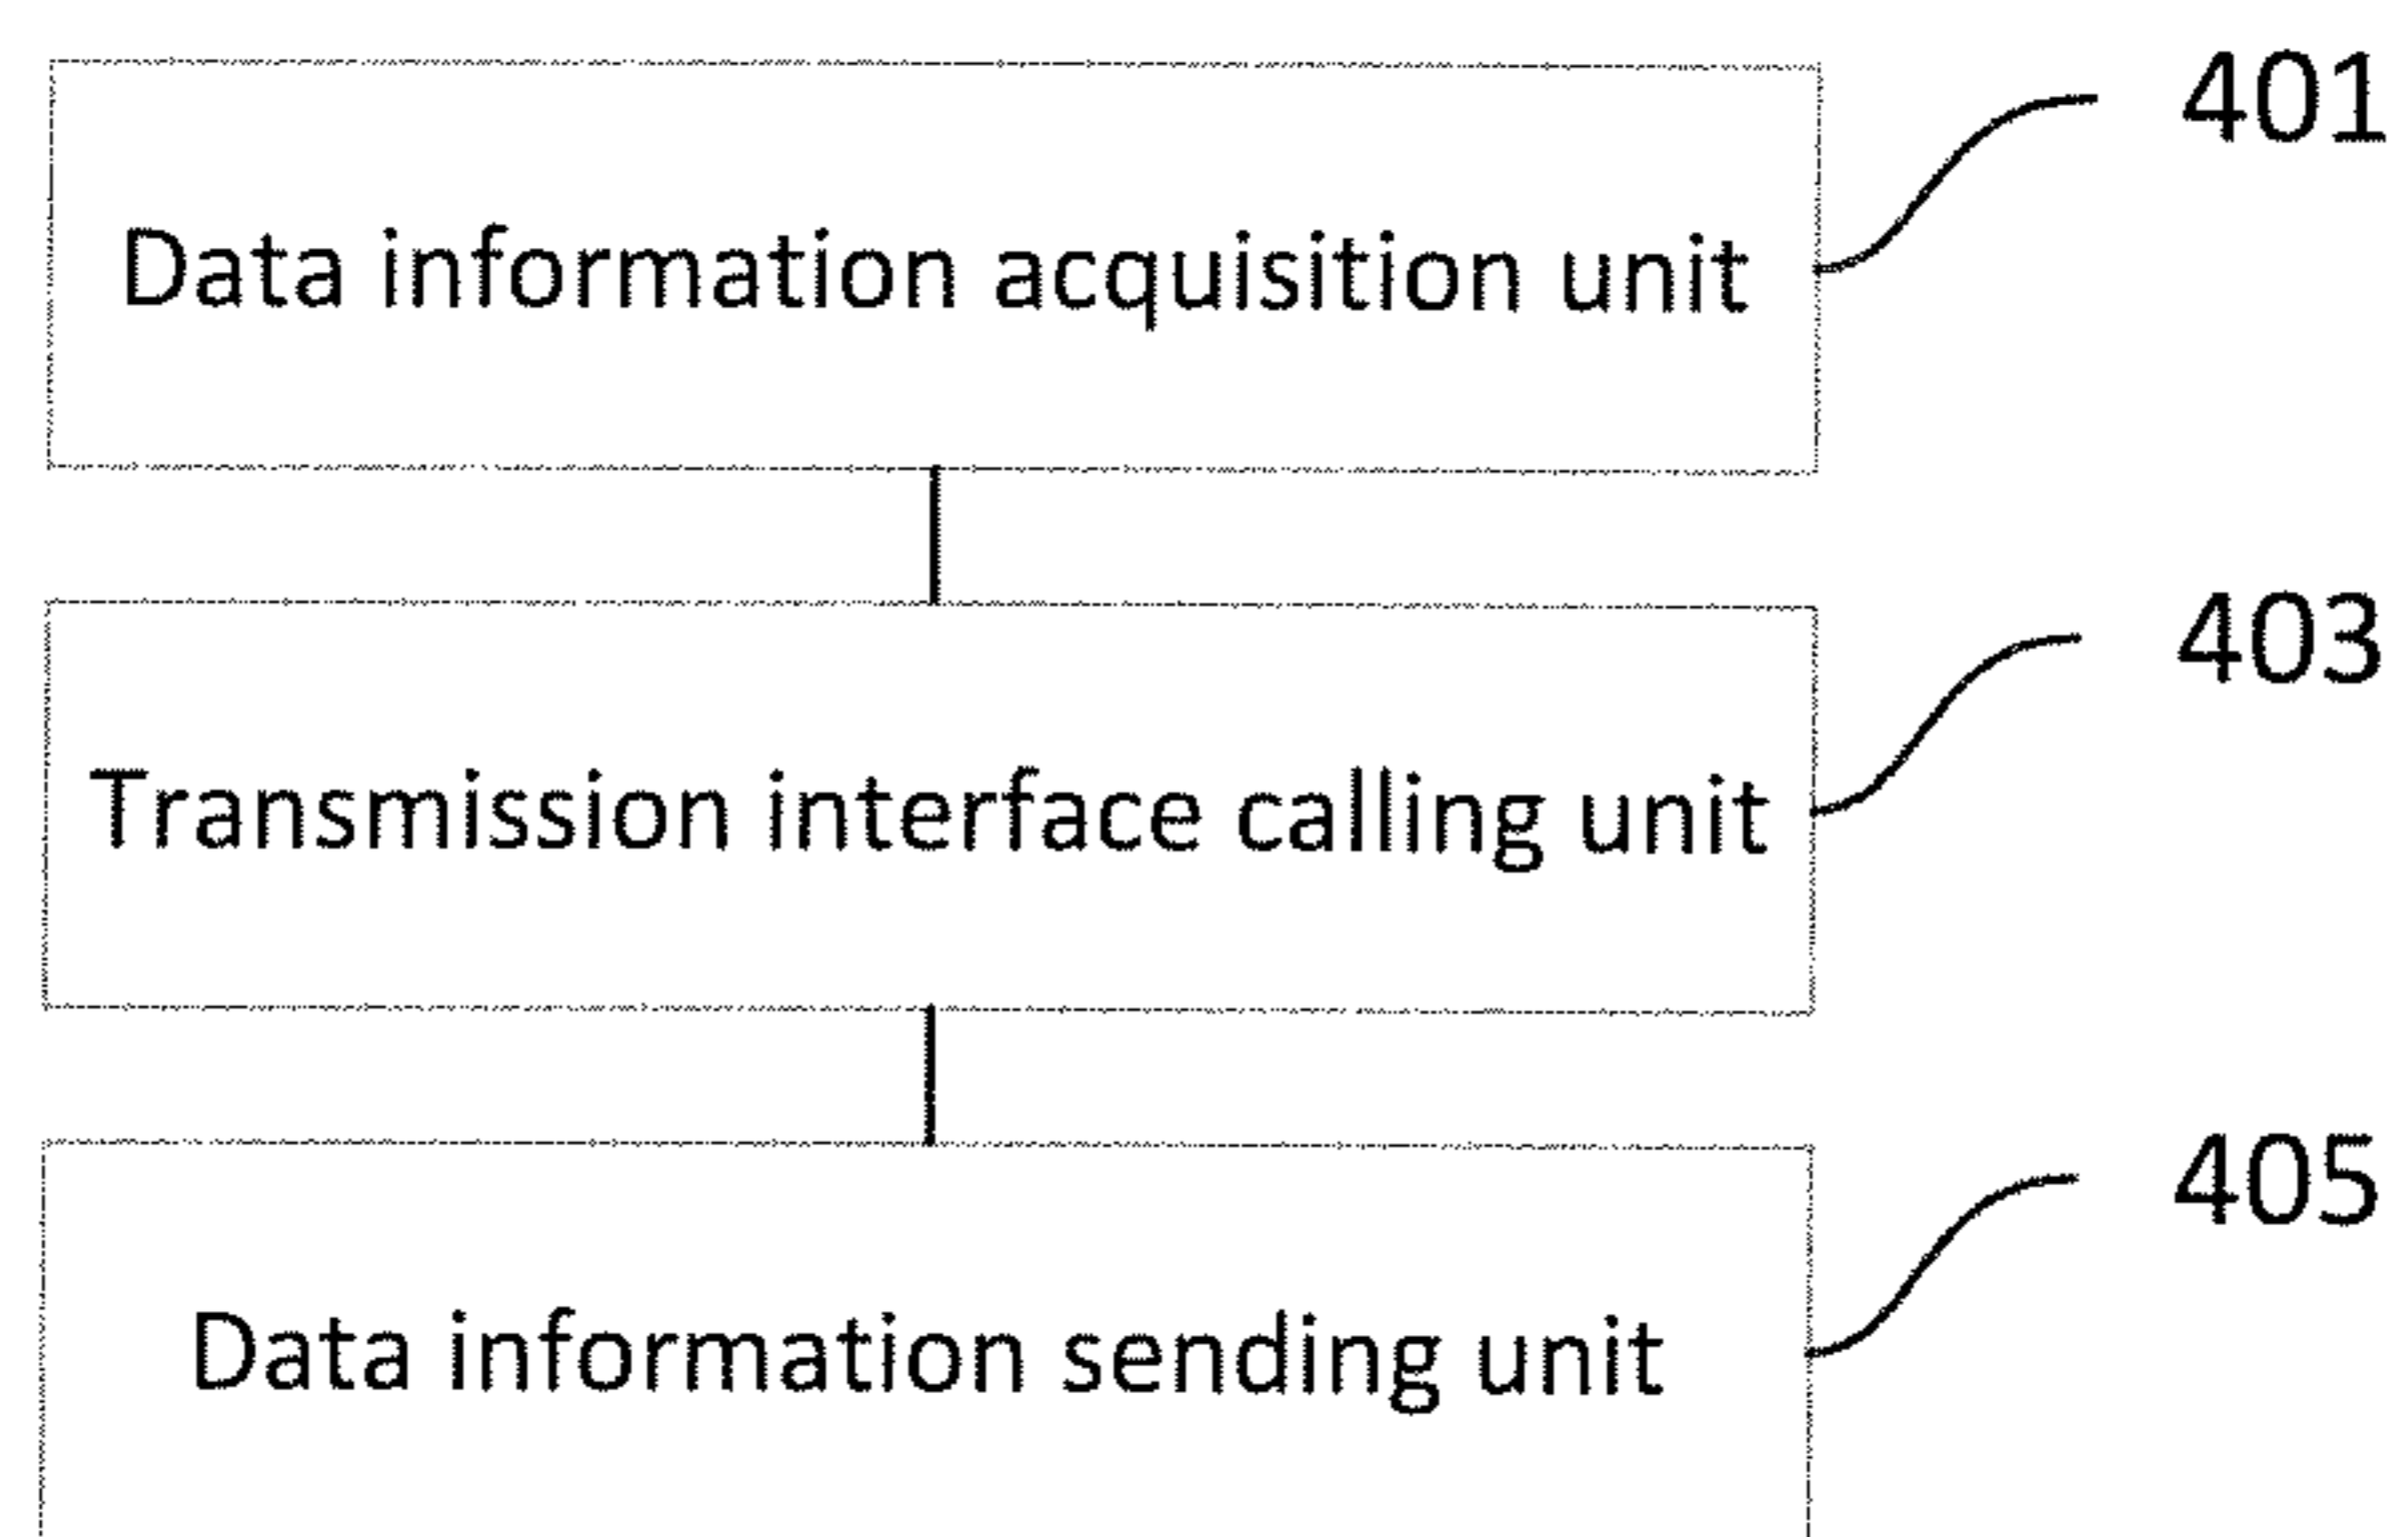 401
Data information acquisition unit
403
Transmission interface calling unit
405
Data information sending unit